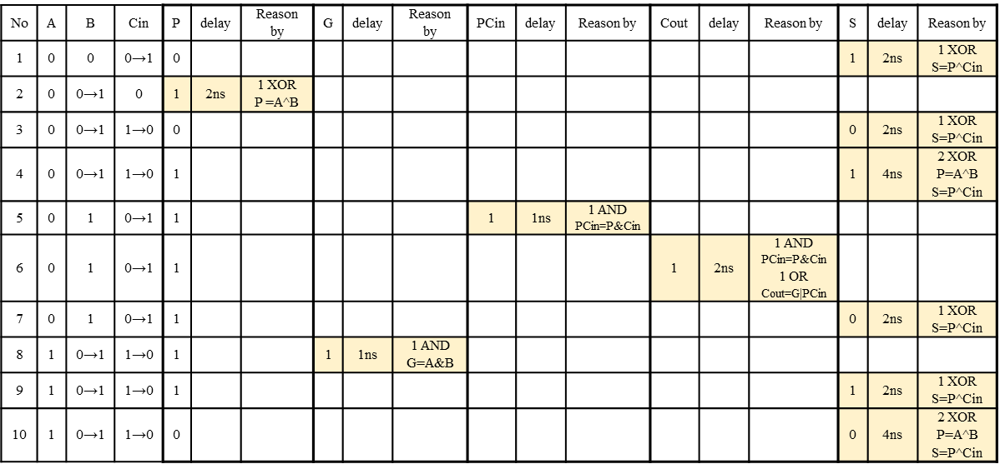 No A B Cin P delay Reason by G delay Reason by PCin delay Reason by Cout delay Reason by S delay Reason by
1 0 0 0→1 0 1 2ns 1 XOR
S=P^Cin
2 0 0→1 0 1 2ns 1 XOR
P =A^B
3 0 0→1 1→0 0 0 2ns 1 XOR
S=P^Cin
4 0 0→1 1→0 1 1 4ns 2 XOR
P=A^B
S=P^Cin
5 0 1 0→1 1 1 1ns 1 AND
PCin=P&Cin
6 0 1 0→1 1 1 2ns 1 AND
PCin=P&Cin
1 OR
Cout=G|PCin
7 0 1 0→1 1 0 2ns 1 XOR
S=P^Cin
8 1 0→1 1→0 1 1 1ns 1 AND
G=A&B
9 1 0→1 1→0 1 1 2ns 1 XOR
S=P^Cin
10 1 0→1 1→0 0 0 4ns 2 XOR
P=A^B
S=P^Cin